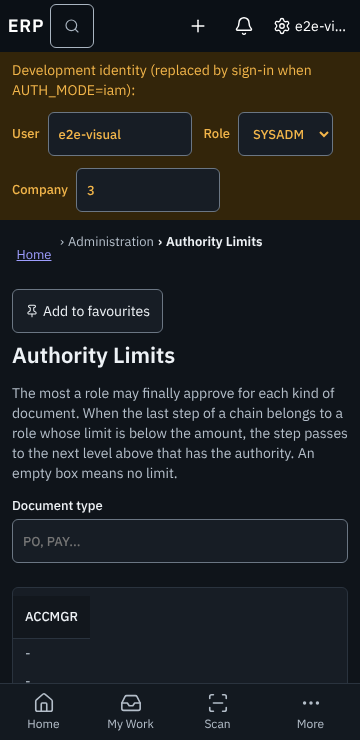 ERP
e2e-vi...
Development identity (replaced by sign-in when
AUTH_MODE=iam):
User e2e-visual Role SYSADM
Company 3
Home › Administration › Authority Limits
Add to favourites
Authority Limits
The most a role may finally approve for each kind of
document. When the last step of a chain belongs to a
role whose limit is below the amount, the step passes
to the next level above that has the authority. An
empty box means no limit.
Document type
PO, PAY...
ACCMGR
-
-
Home My Work Scan More